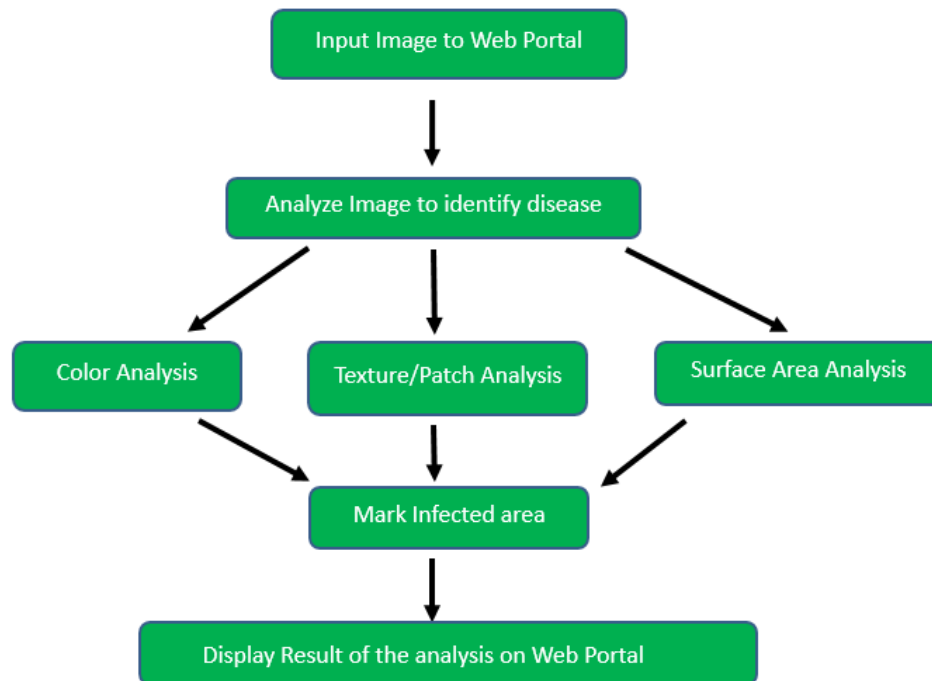 Input Image to Web Portal
Analyze Image to identify disease
Color Analysis
Texture/Patch Analysis
Surface Area Analysis
Mark Infected area
Display Result of the analysis on Web Portal